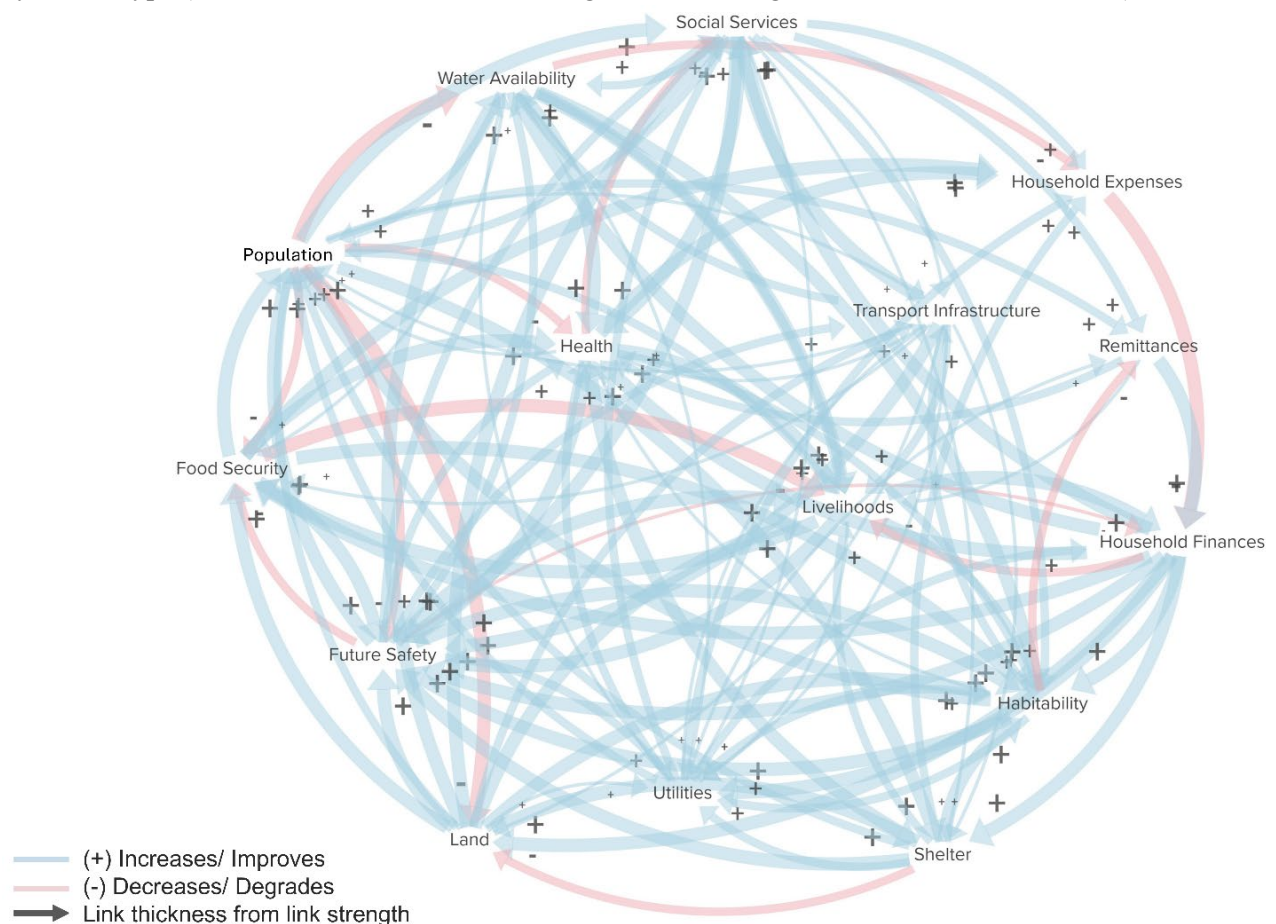 Social Services
Water Availability
Household Expenses
Population
Transport Infrastructure
Health
Remittances
Food Security
Livelihoods
Household Finances
Future Safety
Habitability
Utilities
Land
Shelter
(+) Increases/ Improves
(-) Decreases/ Degrades
Link thickness from link strength